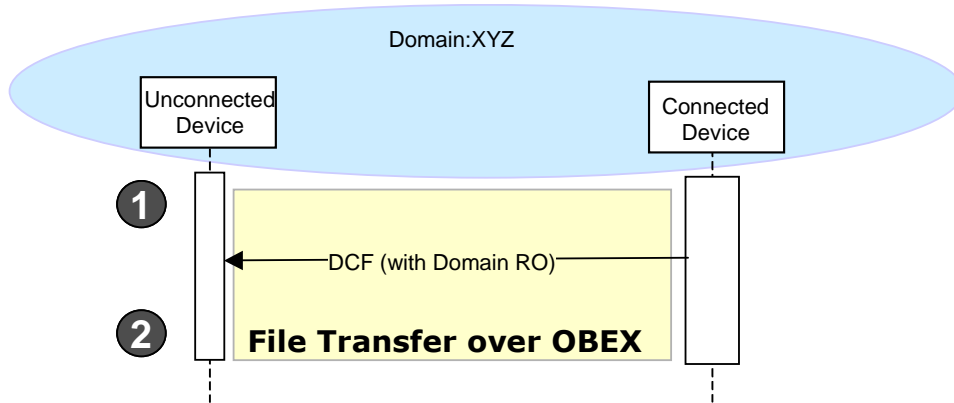 Domain:XYZ
Unconnected
Device
Connected
Device
1
DCF (with Domain RO)
2
File Transfer over OBEX